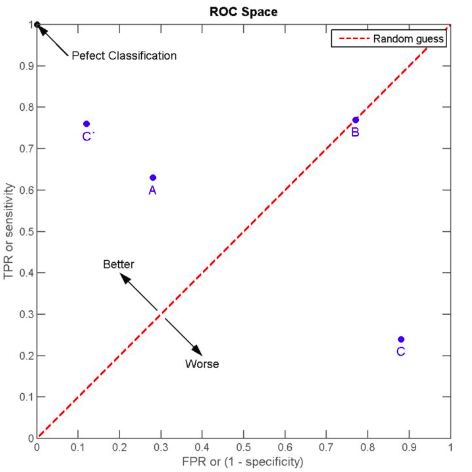 ROC Space
Random guess
Pefect Classification
C´
A
B
Better
Worse
C
TPR or sensitivity
1
0.9
0.8
0.7
0.6
0.5
0.4
0.3
0.2
0.1
0
0 0.1 0.2 0.3 0.4 0.5 0.6 0.7 0.8 0.9 1
FPR or (1 - specificity)